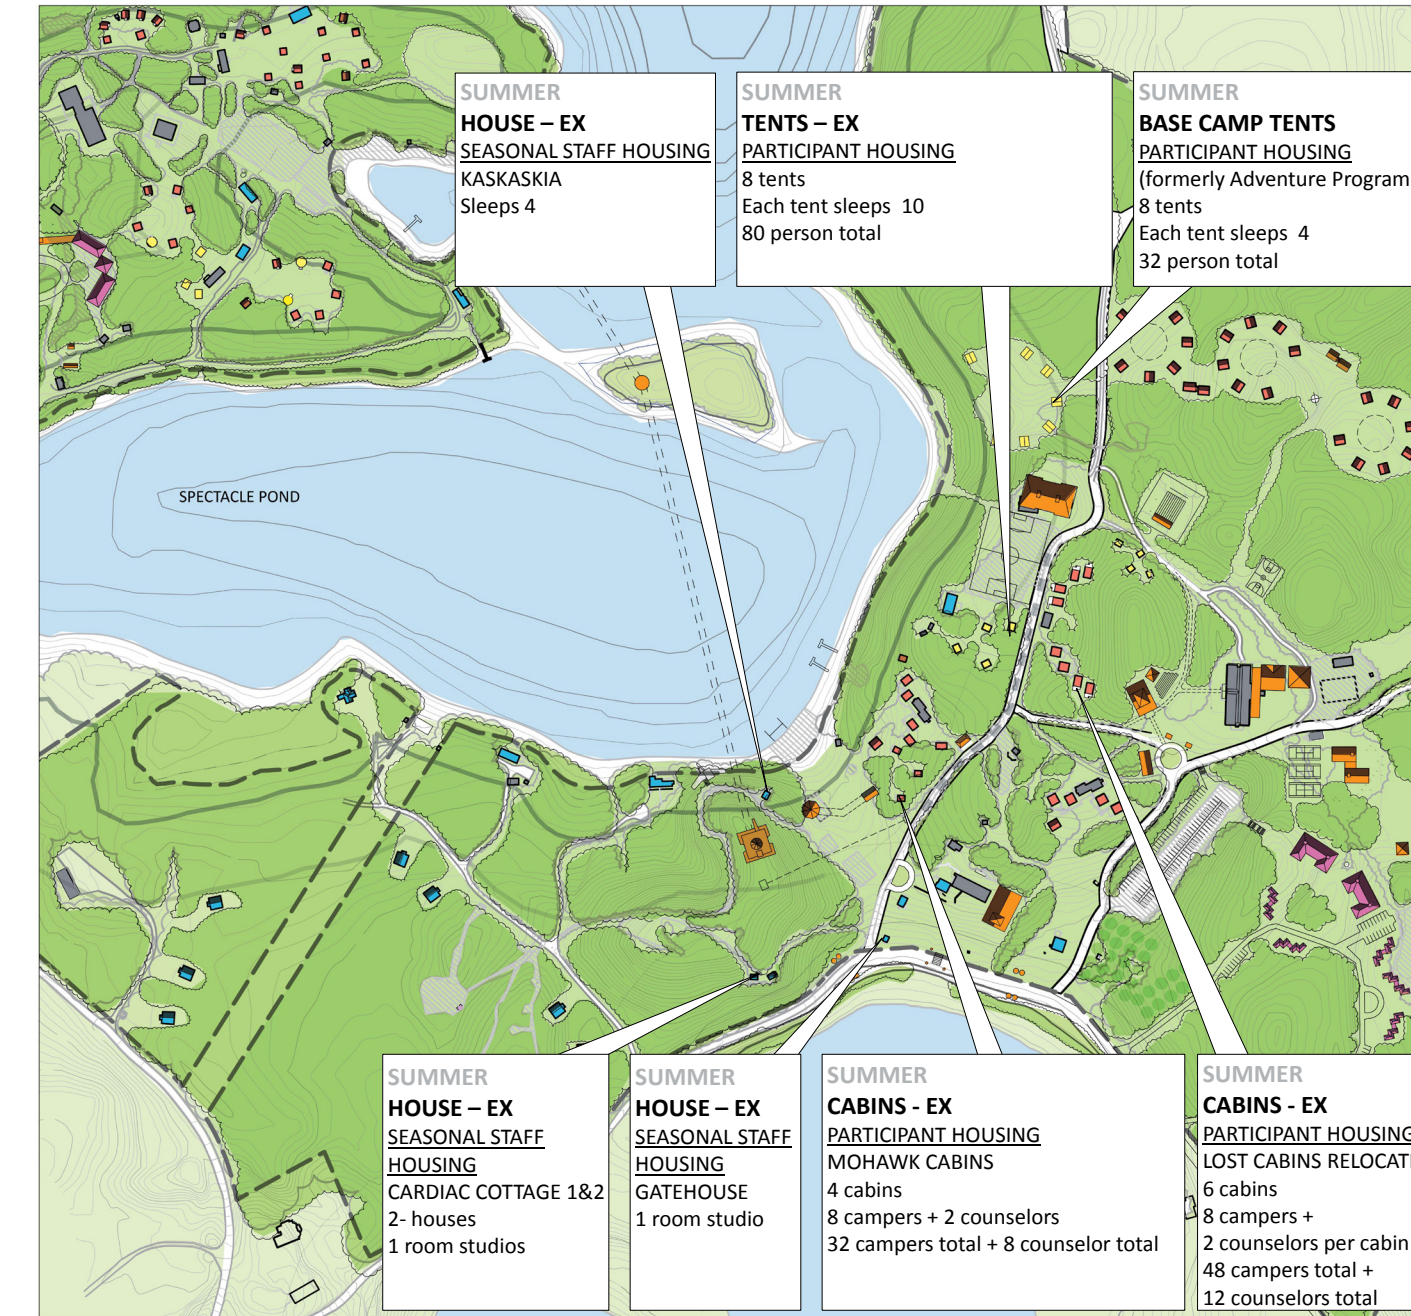 SUMMER
HOUSE – EX
SEASONAL STAFF HOUSING
KASKASKIA
Sleeps 4
SUMMER
TENTS – EX
PARTICIPANT HOUSING
8 tents
Each tent sleeps 10
80 person total
SUMMER
BASE CAMP TENTS
PARTICIPANT HOUSING
(formerly Adventure Program
8 tents
Each tent sleeps 4
32 person total
SPECTACLE POND
SUMMER
HOUSE – EX
SEASONAL STAFF
HOUSING
CARDIAC COTTAGE 1&2
2- houses
1 room studios
SUMMER
HOUSE – EX
SEASONAL STAFF
HOUSING
GATEHOUSE
1 room studio
SUMMER
CABINS - EX
PARTICIPANT HOUSING
MOHAWK CABINS
4 cabins
8 campers + 2 counselors
32 campers total + 8 counselor total
SUMMER
CABINS - EX
PARTICIPANT HOUSING
LOST CABINS RELOCAT
6 cabins
8 campers +
2 counselors per cabin
48 campers total +
12 counselors total